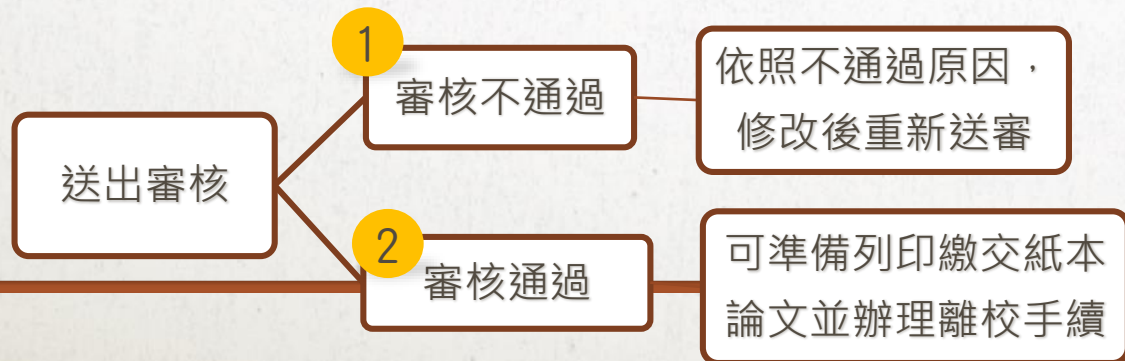 送出審核
1
審核不通過
依照不通過原因，
修改後重新送審
2
審核通過
可準備列印繳交紙本
論文並辦理離校手續